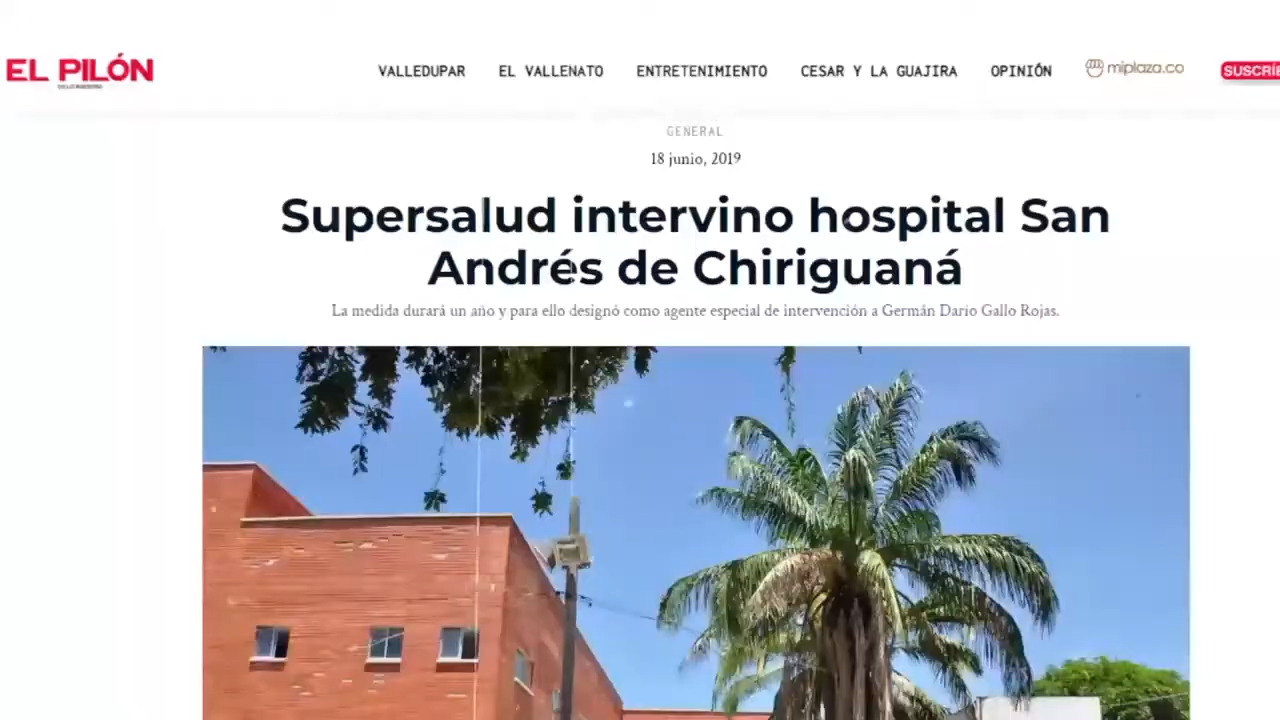 EL PILÓN
VALLEDUPAR EL VALLENATO ENTRETENIMIENTO CESAR Y LA GUAJIRA OPINIÓN miplaza.co
GENERAL
18 junio, 2019
Supersalud intervino hospital San
Andrés de Chiriguaná
La medida durará un año y para ello designó como agente especial de intervención a Germán Darío Gallo Rojas.